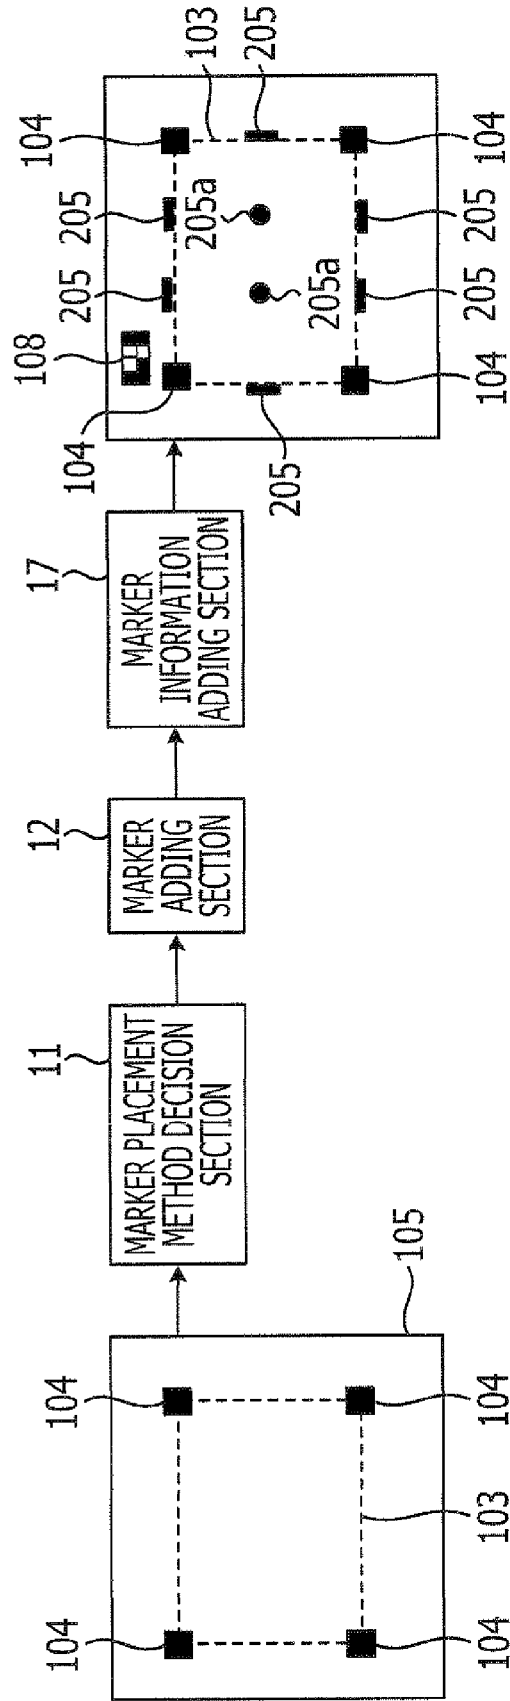 104
104
104
103
104
105
11
MARKER PLACEMENT
METHOD DECISION
SECTION
12
MARKER
ADDING
SECTION
17
MARKER
INFORMATION
ADDING SECTION
104
108
205
205
104
103
205
205a
205a
205
104
205
205
104